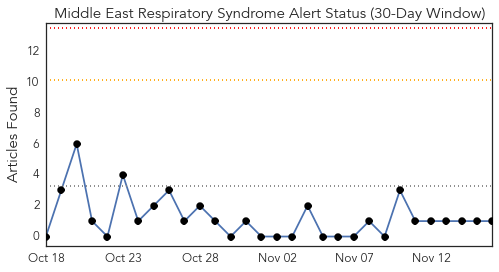 Middle East Respiratory Syndrome Alert Status (30-Day Window)
Articles Found
12
10
8
6
4
2
0
Oct 18 Oct 23 Oct 28 Nov 02 Nov 07 Nov 12